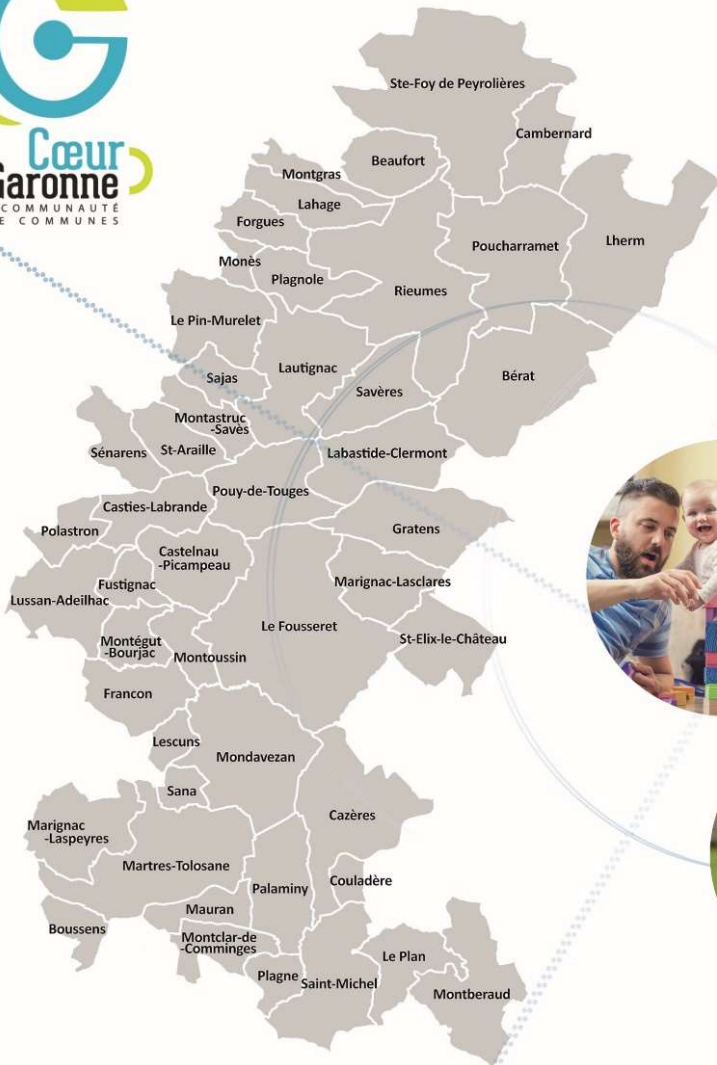 Cœur
Garonne
COMMUNAUTÉ
DE COMMUNES
Ste-Foy de Peyrolières
Cambernard
Beaufort
Montgras
Lahage
Forgues
Poucharramet
Lherm
Monès
Plagnole
Rieumes
Le Pin-Murelet
Lautignac
Bérat
Sajas
Savères
Montastruc
-Savès
Sénarens
St-Araille
Labastide-Clermont
Pouy-de-Touges
Casties-Labrande
Polastron
Gratens
Castelnau
-Picampeau
Fustignac
Marignac-Lasclares
Lussan-Adeilhac
Le Fousseret
St-Elix-le-Château
Montégut
-Bourjac
Montoussin
Francon
Lescuns
Mondavezan
Sana
Cazères
Marignac
-Laspeyres
Martres-Tolosane
Couladère
Palaminy
Mauran
Boussens
Montclar-de
-Comminges
Le Plan
Plagne
Saint-Michel
Montberaud